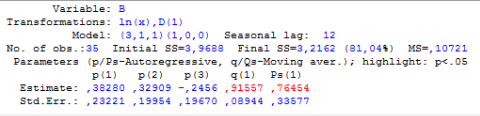 Variable: B
Transformations: ln(x),D(1)
Model: (3,1,1)(1,0,0) Seasonal lag: 12
No. of obs.:35 Initial SS=3,9688 Final SS=3,2162 (81,04%) MS=,10721
Parameters (p/Ps-Autoregressive, q/Qs-Moving aver.); highlight: p<.05
p(1) p(2) p(3) q(1) Ps(1)
Estimate: ,38280 ,32909 -,2456 ,91557 ,76454
Std.Err.: ,23221 ,19954 ,19670 ,08944 ,33577